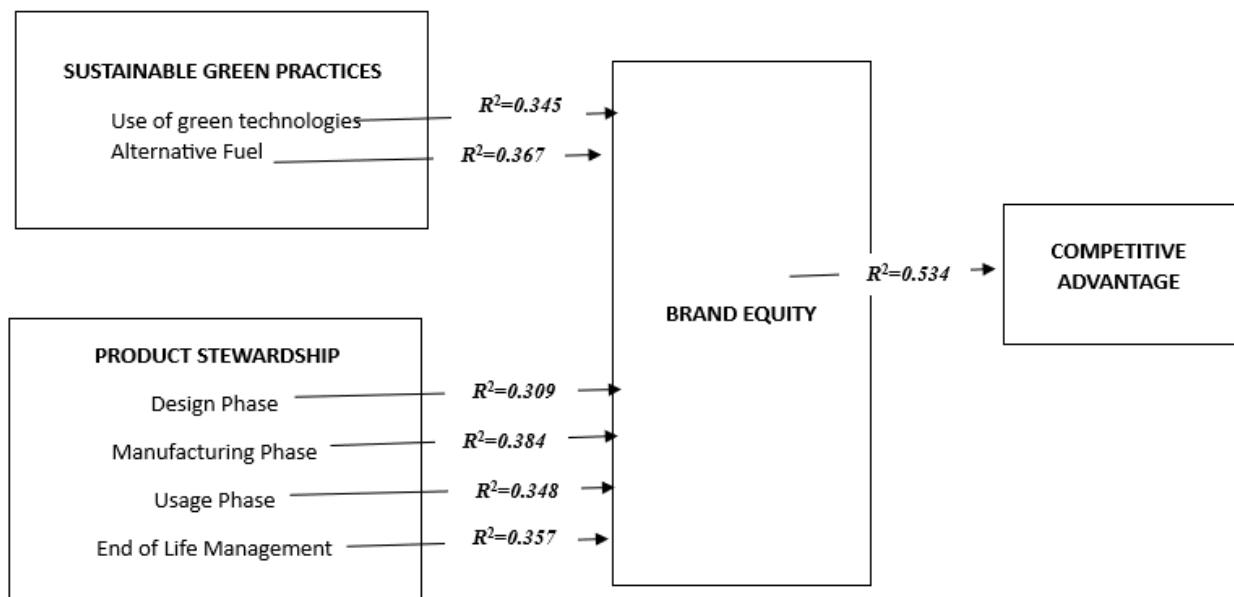 SUSTAINABLE GREEN PRACTICES
Use of green technologies
R²=0.345
Alternative Fuel
R²=0.367
PRODUCT STEWARDSHIP
Design Phase
R²=0.309
Manufacturing Phase
R²=0.384
Usage Phase
R²=0.348
End of Life Management
R²=0.357
BRAND EQUITY
R²=0.534
COMPETITIVE
ADVANTAGE